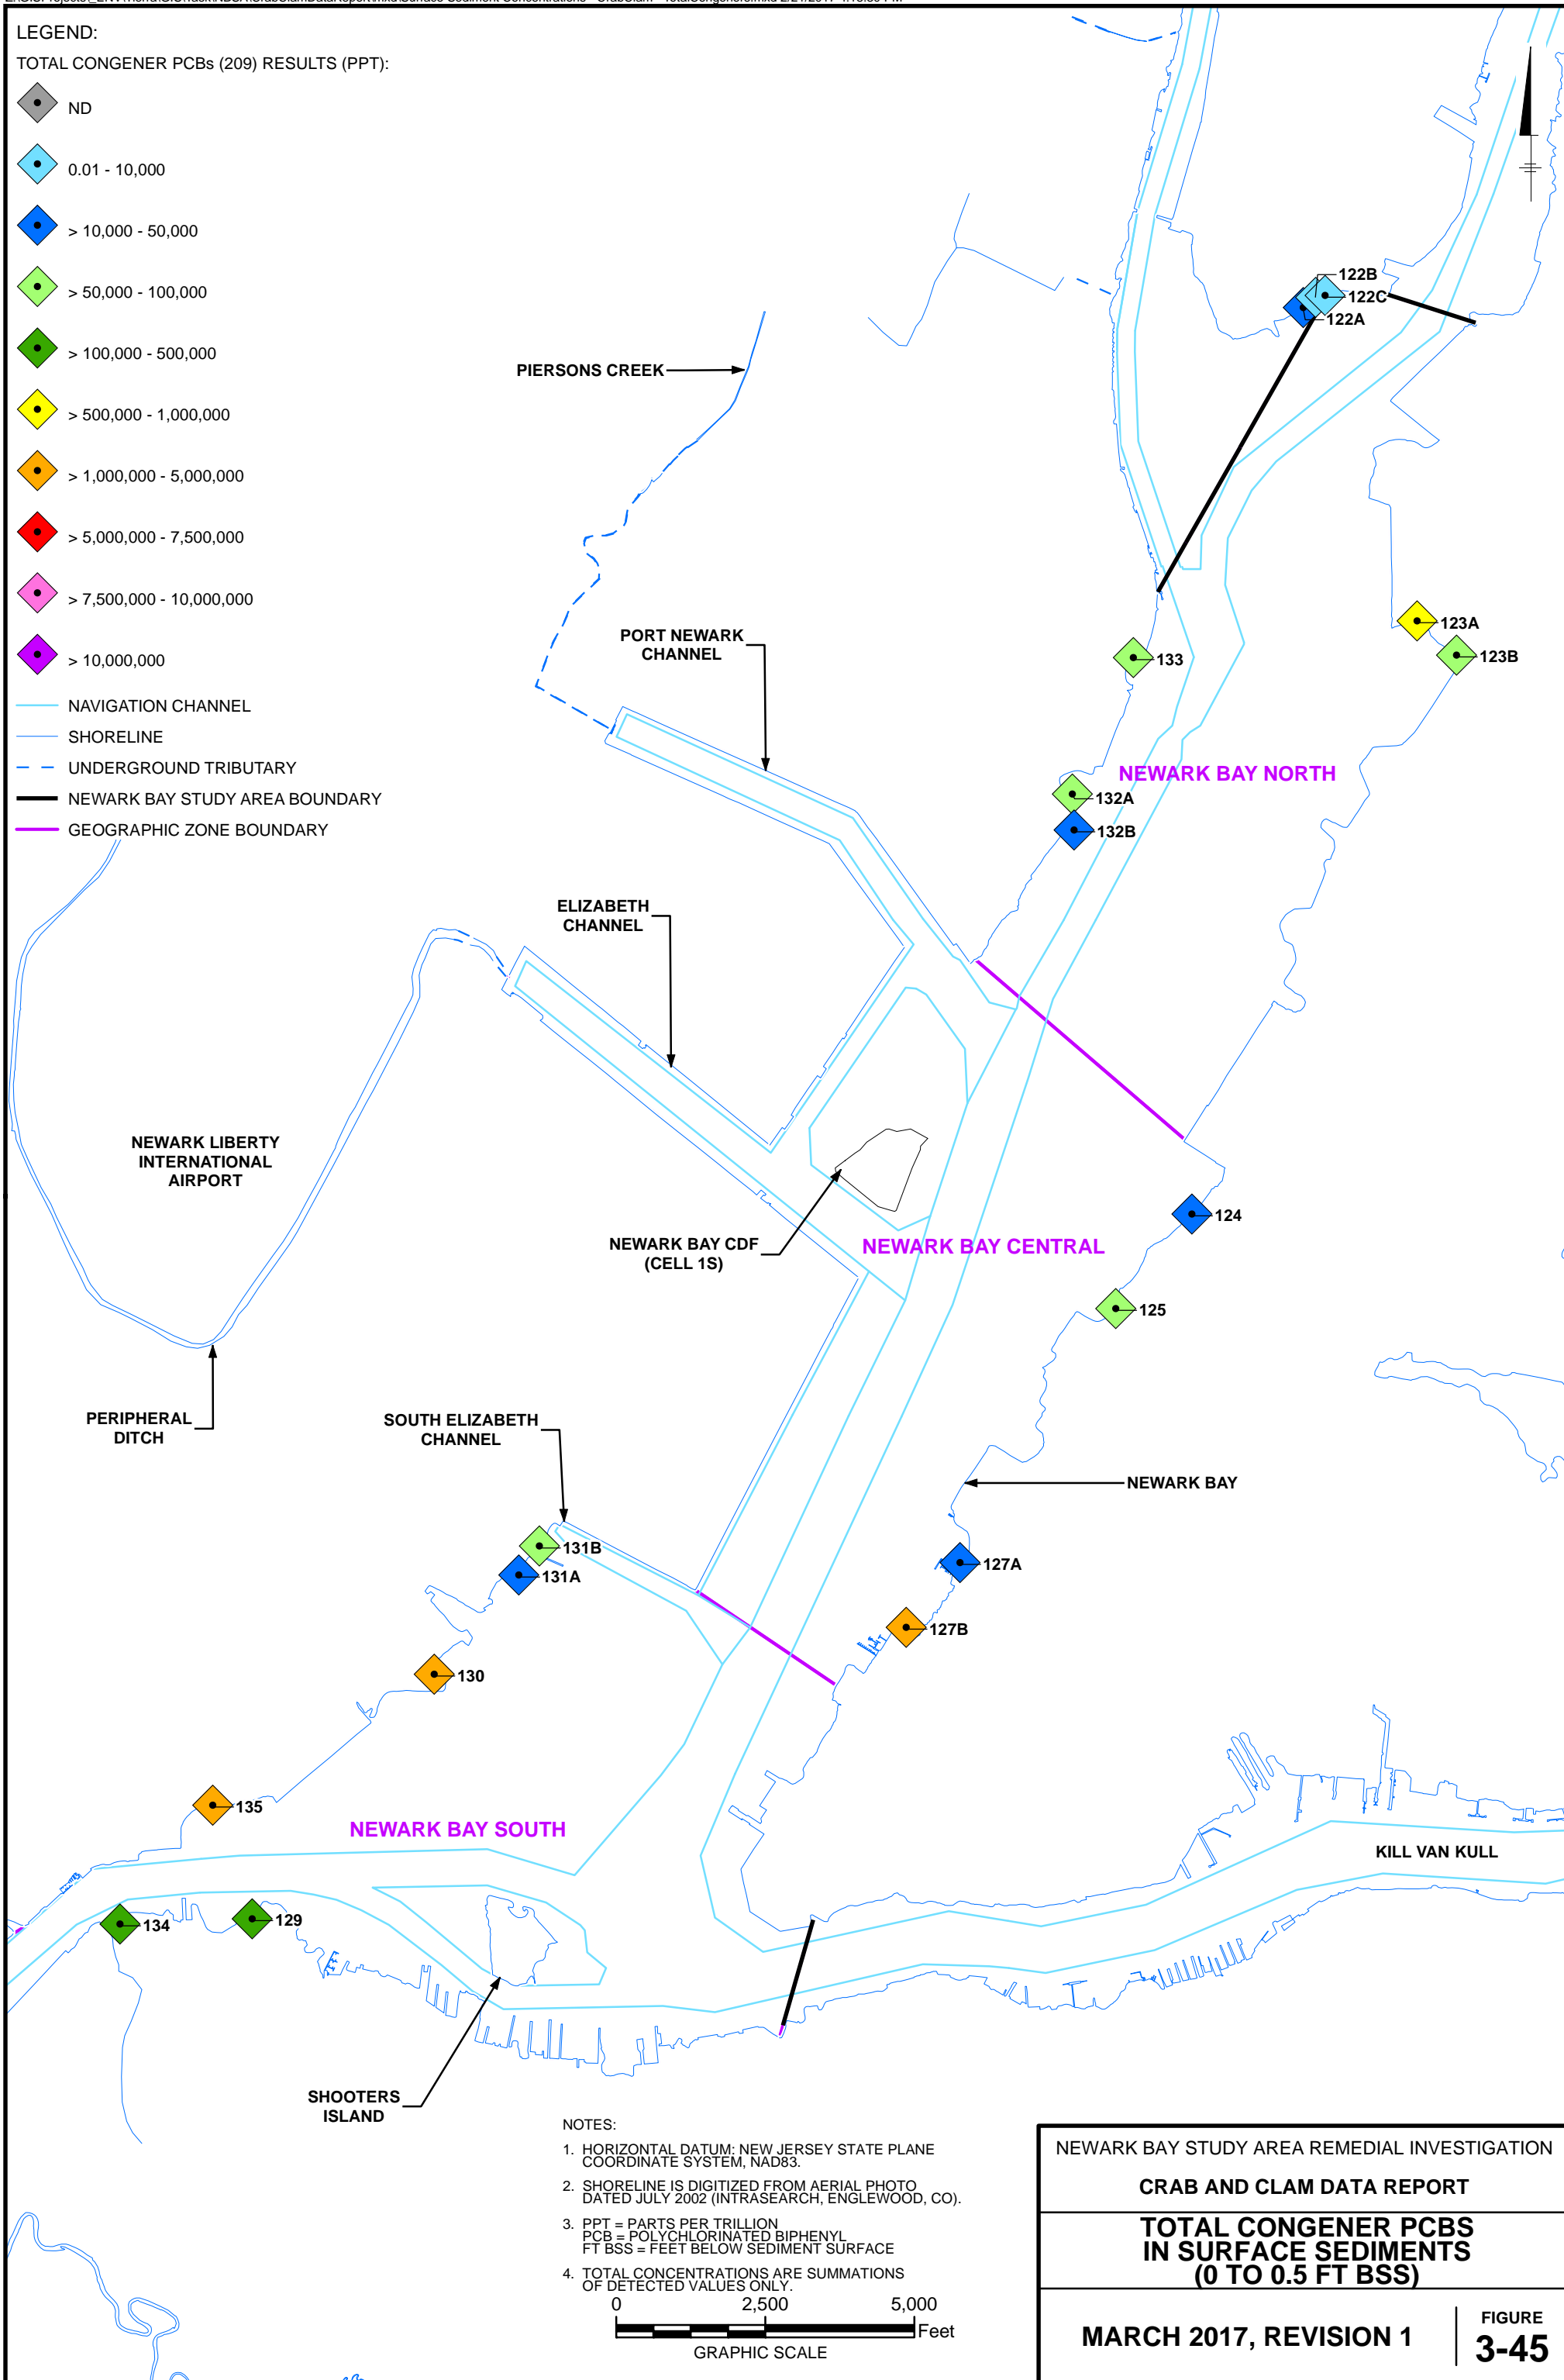 LEGEND:
TOTAL CONGENER PCBs (209) RESULTS (PPT):
ND
0.01 - 10,000
> 10,000 - 50,000
> 50,000 - 100,000
> 100,000 - 500,000
> 500,000 - 1,000,000
> 1,000,000 - 5,000,000
> 5,000,000 - 7,500,000
> 7,500,000 - 10,000,000
> 10,000,000
NAVIGATION CHANNEL
SHORELINE
UNDERGROUND TRIBUTARY
NEWARK BAY STUDY AREA BOUNDARY
GEOGRAPHIC ZONE BOUNDARY
122B
122C
122A
PIERSONS CREEK
123A
123B
PORT NEWARK
CHANNEL
133
NEWARK BAY NORTH
132A
132B
ELIZABETH
CHANNEL
NEWARK LIBERTY
INTERNATIONAL
AIRPORT
124
NEWARK BAY CDF
(CELL 1S)
NEWARK BAY CENTRAL
125
PERIPHERAL
DITCH
SOUTH ELIZABETH
CHANNEL
NEWARK BAY
131B
131A
127A
127B
130
135
NEWARK BAY SOUTH
KILL VAN KULL
134
129
SHOOTERS
ISLAND
NOTES:
1. HORIZONTAL DATUM: NEW JERSEY STATE PLANE
COORDINATE SYSTEM, NAD83.
2. SHORELINE IS DIGITIZED FROM AERIAL PHOTO
DATED JULY 2002 (INTRASEARCH, ENGLEWOOD, CO).
3. PPT = PARTS PER TRILLION
PCB = POLYCHLORINATED BIPHENYL
FT BSS = FEET BELOW SEDIMENT SURFACE
4. TOTAL CONCENTRATIONS ARE SUMMATIONS
OF DETECTED VALUES ONLY.
0 2,500 5,000
Feet
GRAPHIC SCALE
NEWARK BAY STUDY AREA REMEDIAL INVESTIGATION
CRAB AND CLAM DATA REPORT
TOTAL CONGENER PCBS
IN SURFACE SEDIMENTS
(0 TO 0.5 FT BSS)
MARCH 2017, REVISION 1
FIGURE
3-45